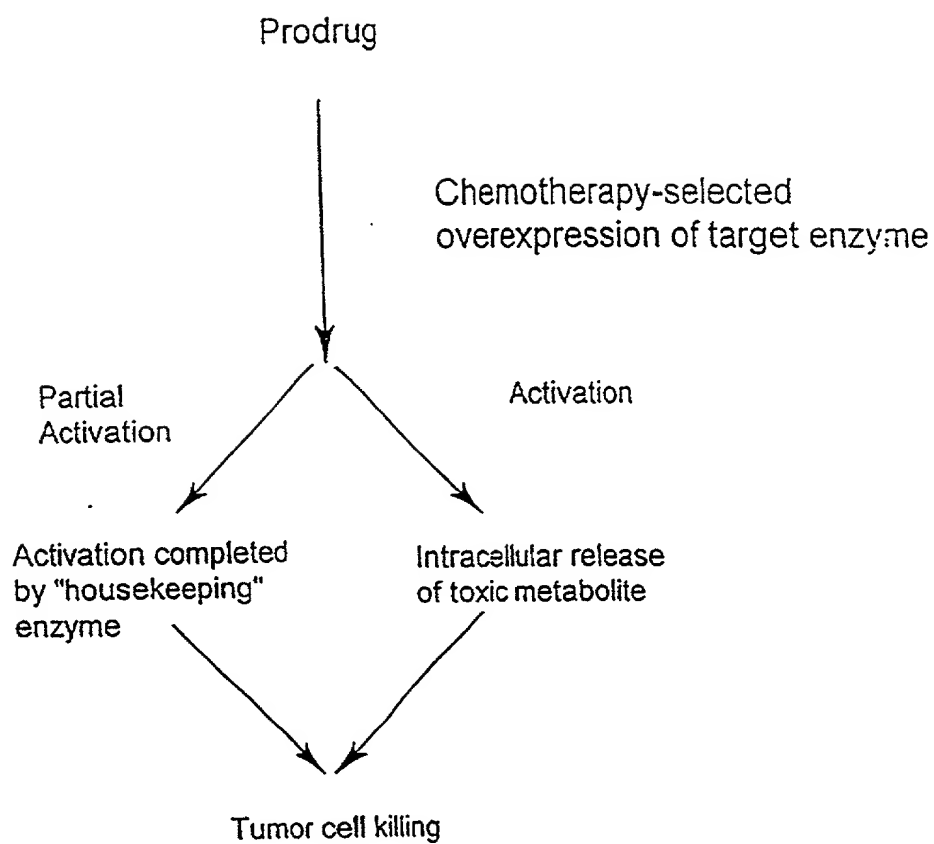 Prodrug
Chemotherapy-selected
overexpression of target enzyme
Partial
Activation
Activation
Activation completed
by "housekeeping"
enzyme
Intracellular release
of toxic metabolite
Tumor cell killing